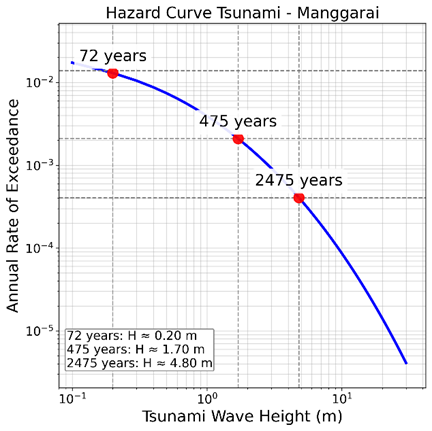 Hazard Curve Tsunami - Manggarai
72 years
10⁻²
475 years
10⁻³
2475 years
10⁻⁴
10⁻⁵
72 years: H ≈ 0.20 m
475 years: H ≈ 1.70 m
2475 years: H ≈ 4.80 m
10⁻¹ 10⁰ 10¹
Tsunami Wave Height (m)
Annual Rate of Exceedance